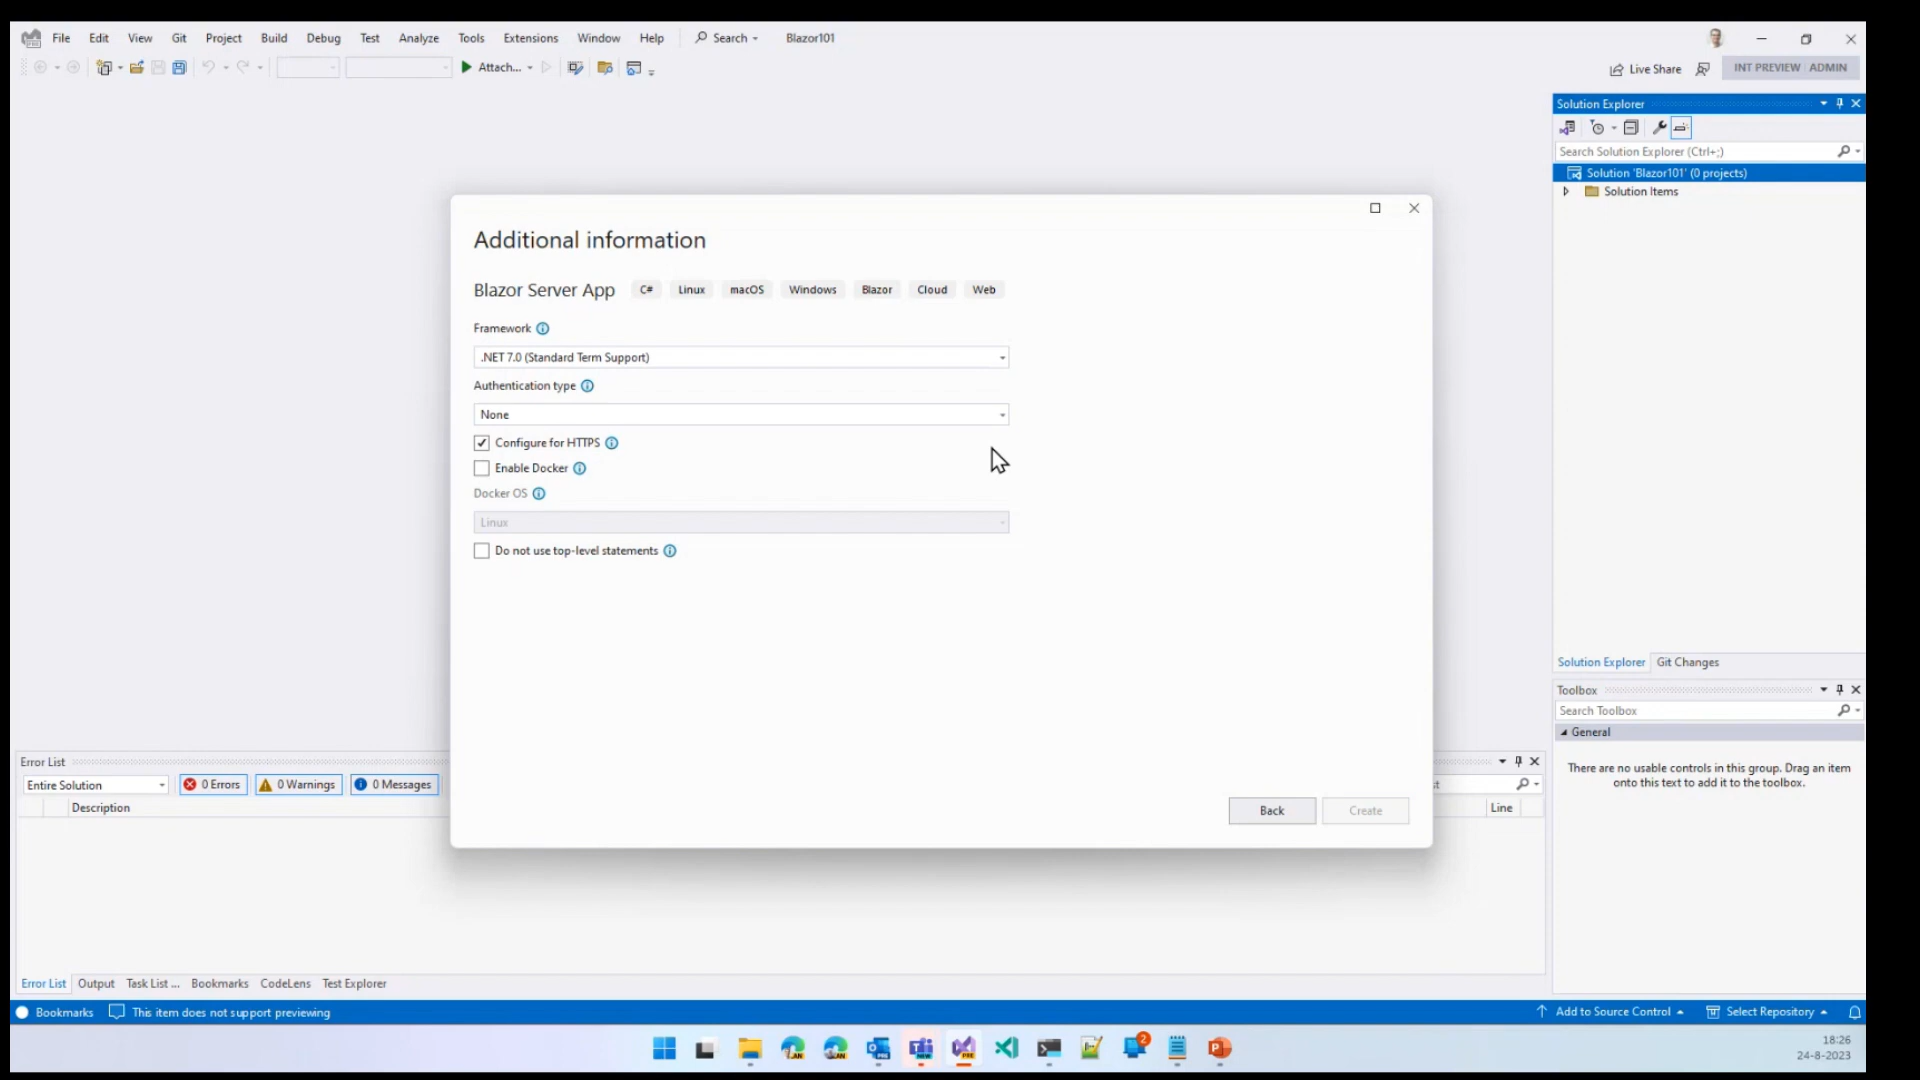 File Edit View Git Project Build Debug Test Analyze Tools Extensions Window Help Search Blazor101
Attach...
Live Share INT PREVIEW ADMIN
Solution Explorer
Search Solution Explorer (Ctrl+;)
Solution 'Blazor101' (0 projects)
Solution Items
Additional information
Blazor Server App C# Linux macOS Windows Blazor Cloud Web
Framework
.NET 7.0 (Standard Term Support)
Authentication type
None
Configure for HTTPS
Enable Docker
Docker OS
Linux
Do not use top-level statements
Back Create
Solution Explorer Git Changes
Toolbox
Search Toolbox
General
There are no usable controls in this group. Drag an item
onto this text to add it to the toolbox.
Error List
Entire Solution 0 Errors 0 Warnings 0 Messages
Description Line
Error List Output Task List ... Bookmarks CodeLens Test Explorer
Bookmarks This item does not support previewing Add to Source Control Select Repository
2
18:26
24-8-2023